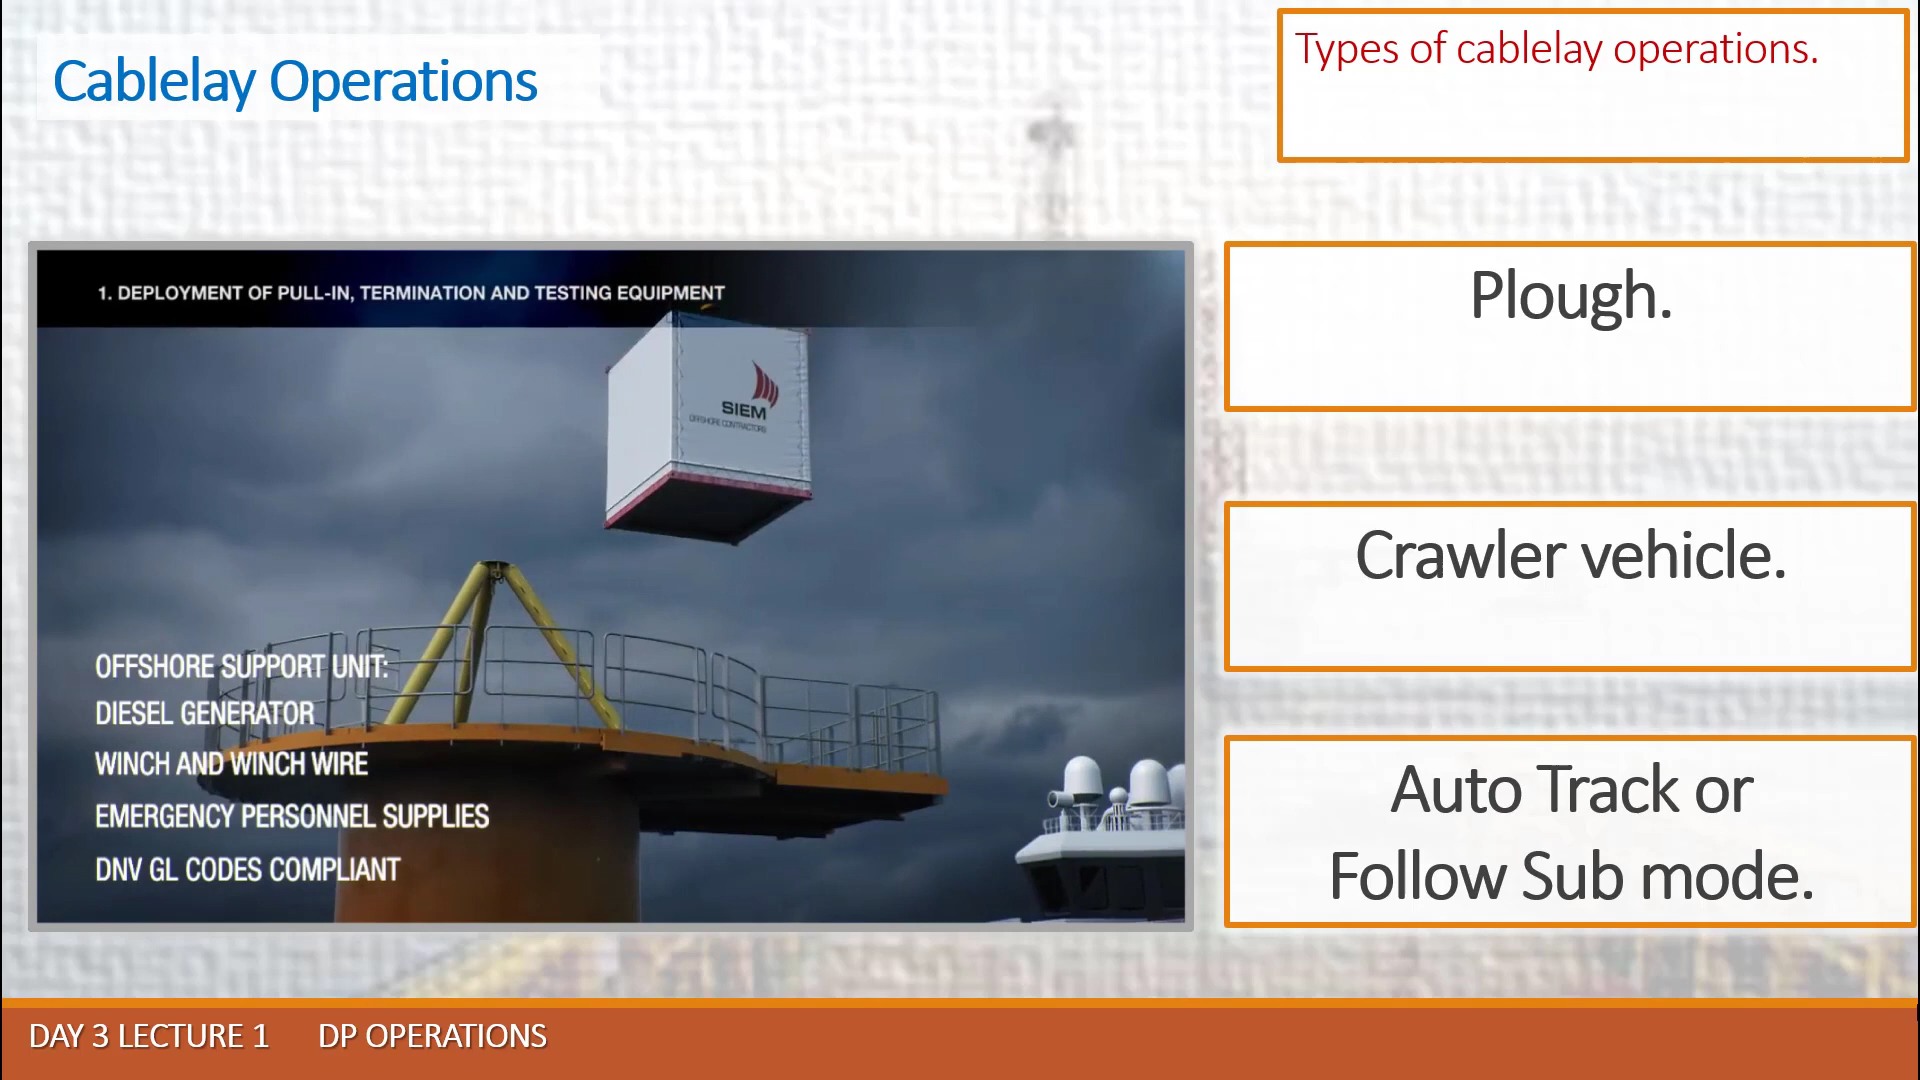 Cablelay Operations
Types of cablelay operations.
1. DEPLOYMENT OF PULL-IN, TERMINATION AND TESTING EQUIPMENT
SIEM
OFFSHORE CONTRACTORS
OFFSHORE SUPPORT UNIT:
DIESEL GENERATOR
WINCH AND WINCH WIRE
EMERGENCY PERSONNEL SUPPLIES
DNV GL CODES COMPLIANT
Plough.
Crawler vehicle.
Auto Track or
Follow Sub mode.
DAY 3 LECTURE 1 DP OPERATIONS